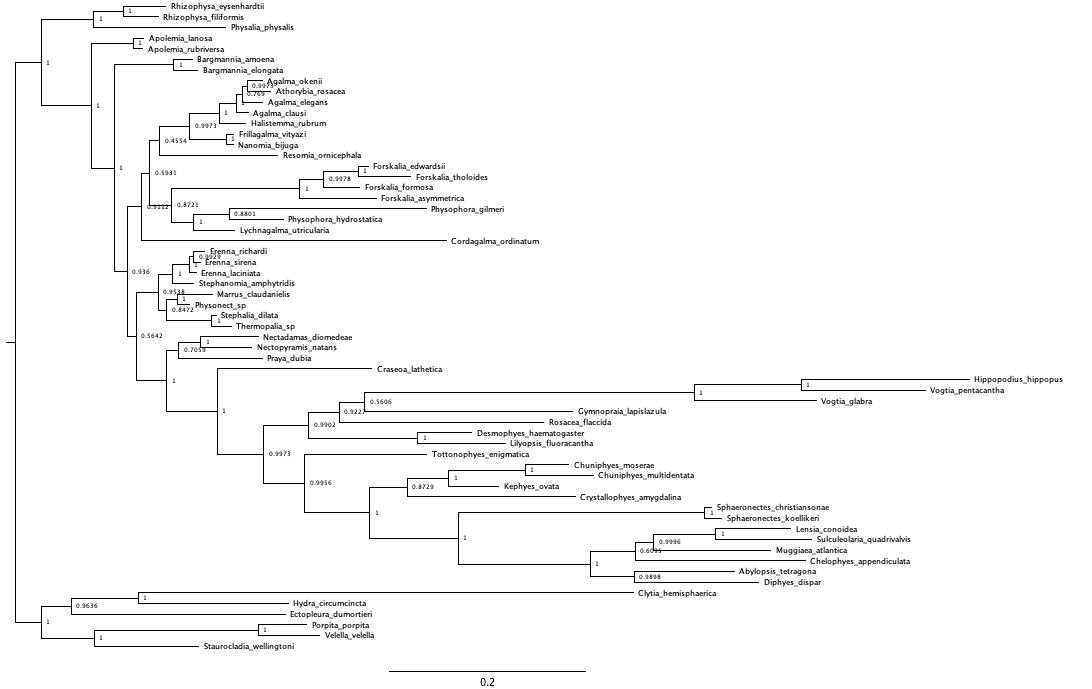 Rhizophysa_eysenhardtii
1
Rhizophysa_filiformis
1
Physalia_physalis
Apolemia_lanosa
1
Apolemia_rubriversa
Bargmannia_amoena
1
1
Bargmannia_elongata
Agalma_okenii
0.9973
Athorybia_rosacea
0.769
Agalma_elegans
1
1
Agalma_clausi
1
Halistemma_rubrum
0.9973
Frillagalma_vityazi
1
0.4554
Nanomia_bijuga
Resomia_ornicephala
Forskalia_edwardsii
1
1
0.5931
Forskalia_tholoides
0.9978
Forskalia_formosa
1
Forskalia_asymmetrica
0.9112
0.8721
Physophora_gilmeri
0.8801
Physophora_hydrostatica
1
Lychnagalma_utricularia
Cordagalma_ordinatum
Erenna_richardi
0.9929
Erenna_sirena
1
0.936
1
Erenna_laciniata
Stephanomia_amphytridis
0.9538
Marrus_claudanielis
1
Physonect_sp
0.8472
Stephalia_dilata
1
Thermopalia_sp
0.5642
Nectadamas_diomedeae
1
Nectopyramis_natans
0.7059
Praya_dubia
Craseoa_lathetica
1
Hippopodius_hippopus
1
Vogtia_pentacantha
1
Vogtia_glabra
0.5606
0.9227
1
Gymnopraia_lapislazula
Rosacea_flaccida
0.9902
Desmophyes_haematogaster
1
Lilyopsis_fluoracantha
0.9973
Tottonophyes_enigmatica
Chuniphyes_moserae
1
Chuniphyes_multidentata
1
0.9956
Kephyes_ovata
0.8729
Crystallophyes_amygdalina
Sphaeronectes_christiansonae
1
1
Sphaeronectes_koellikeri
Lensia_conoidea
1
1
Sulculeolaria_quadrivalvis
0.9996
Muggiaea_atlantica
Chelophyes_appendiculata
1
Abylopsis_tetragona
0.9898
Diphyes_dispar
Clytia_hemisphaerica
1
Hydra_circumcincta
0.9636
Ectopleura_dumortieri
1
Porpita_porpita
1
Velella_velella
1
Staurocladia_wellingtoni
0.2